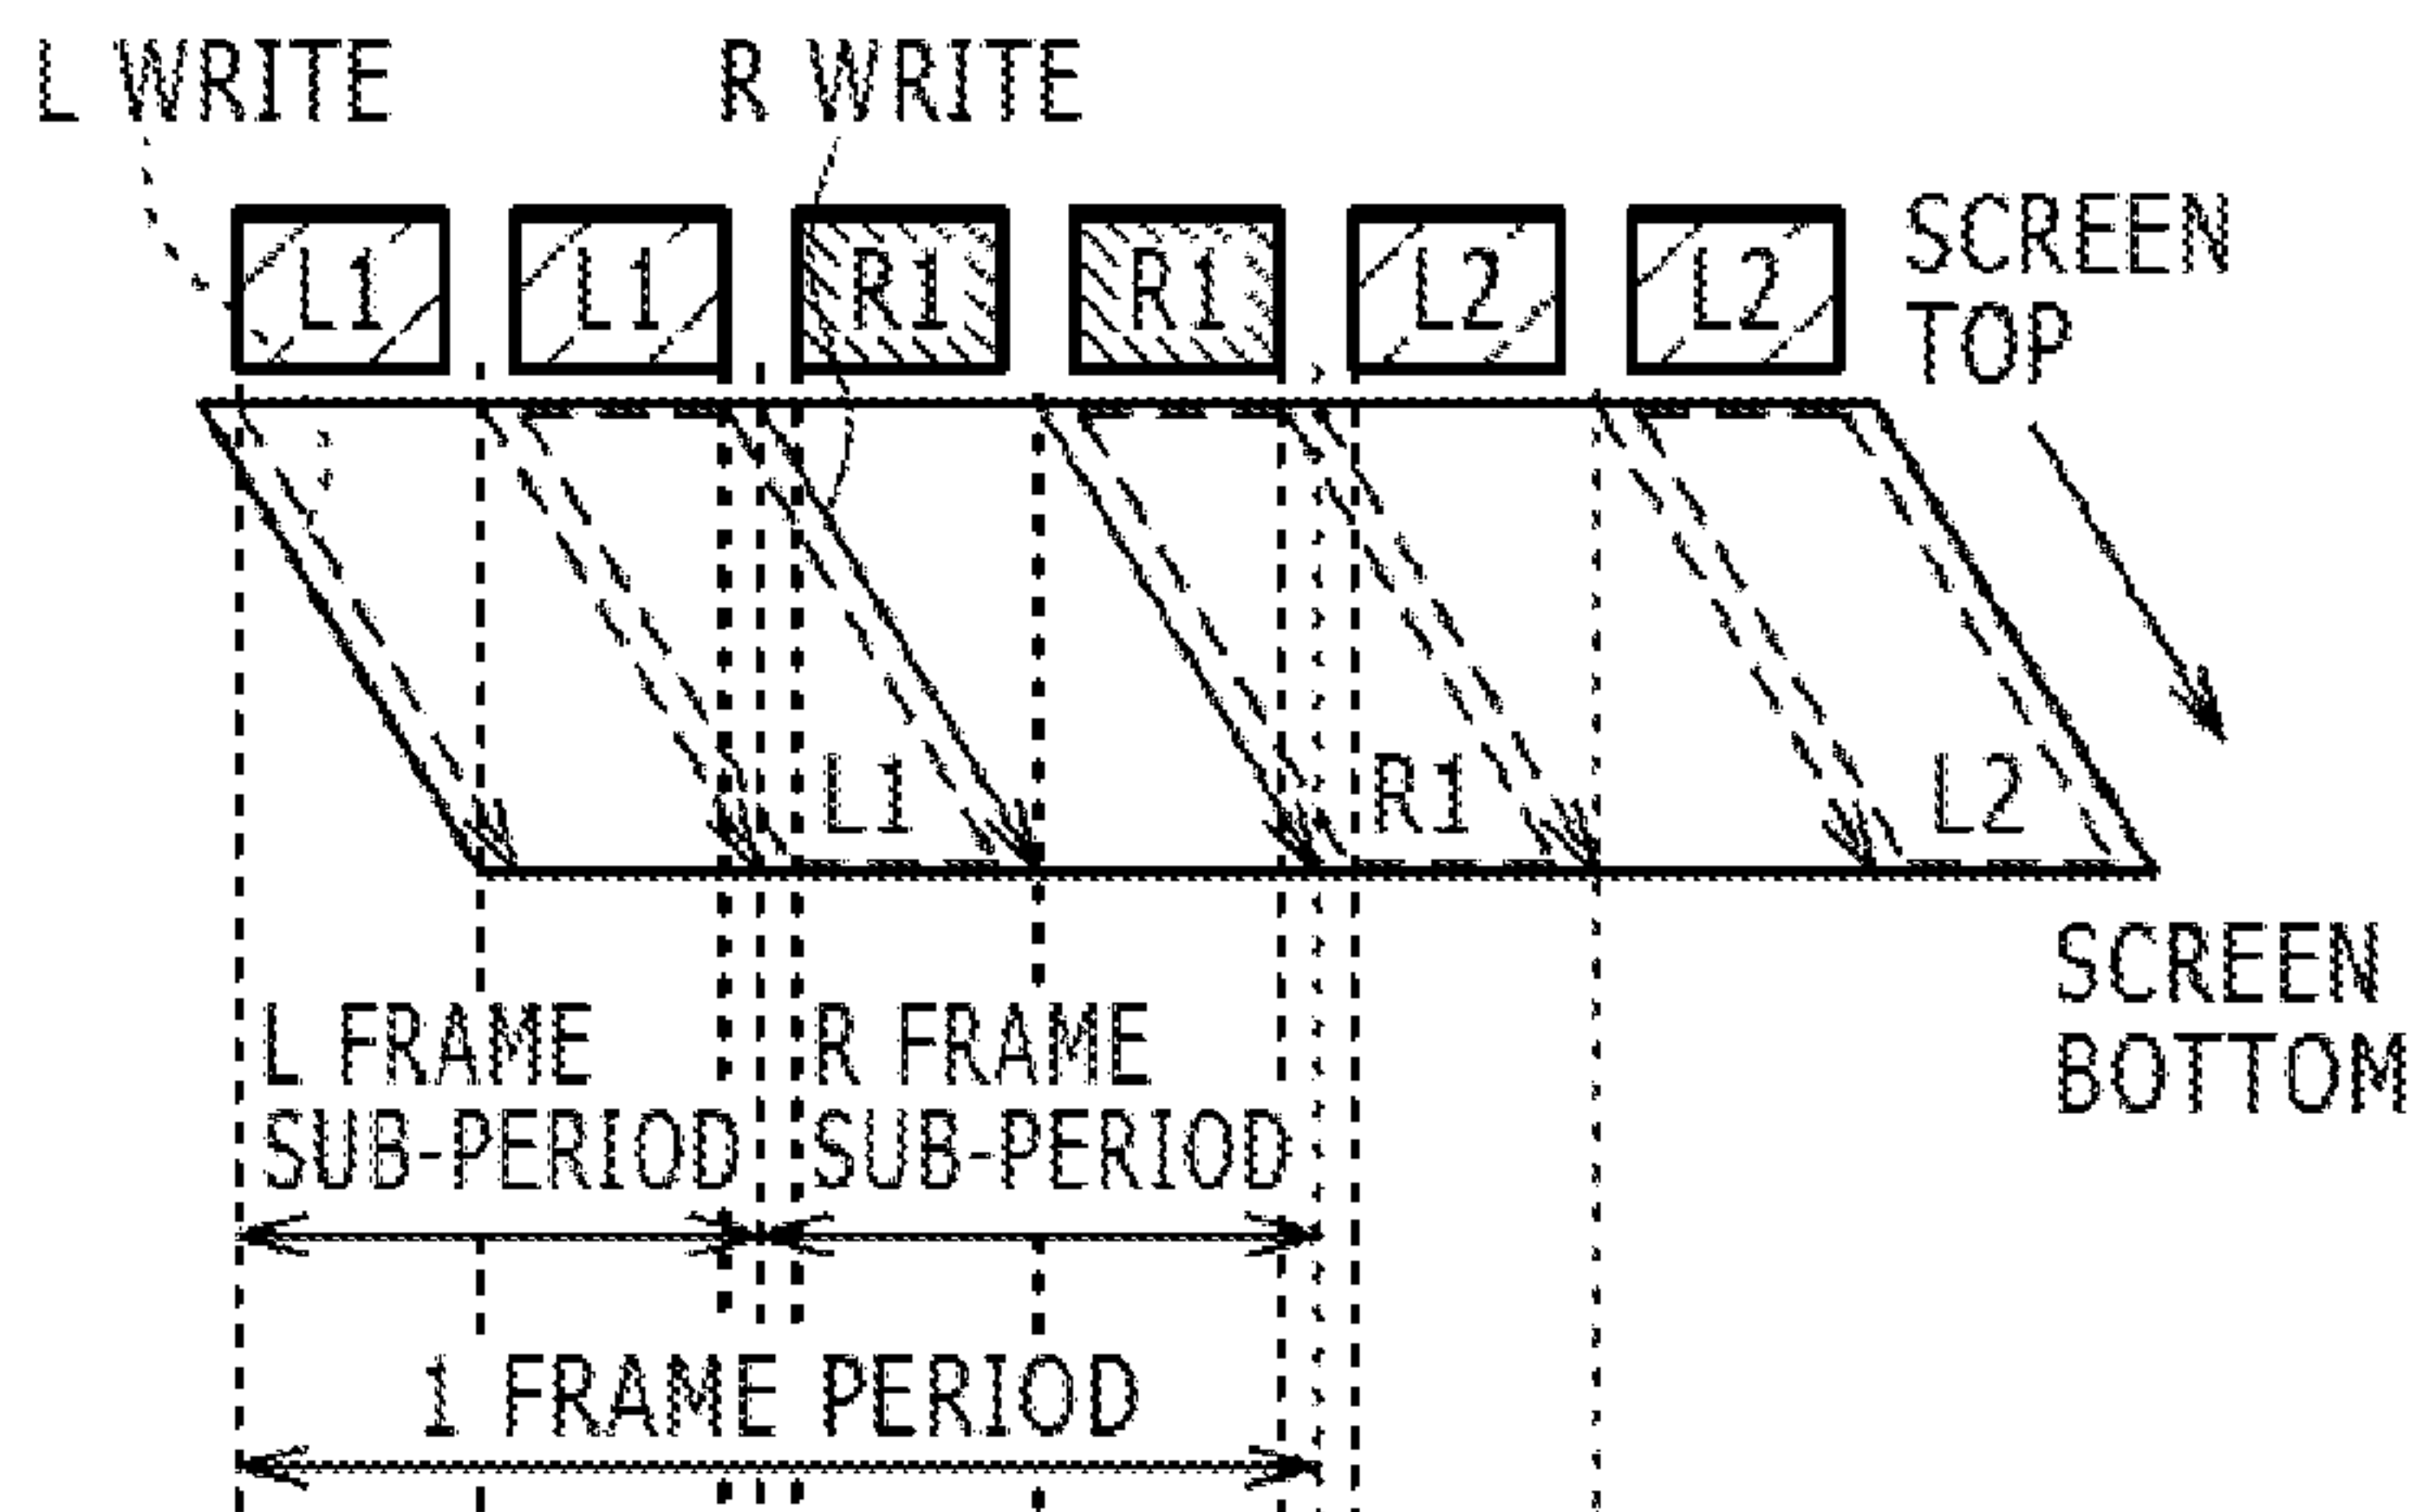 L WRITE R WRITE
L1 L1 R1 R1 L2 L2
SCREEN
TOP
L1 R1 L2
SCREEN
BOTTOM
L FRAME R FRAME
SUB-PERIOD SUB-PERIOD
1 FRAME PERIOD